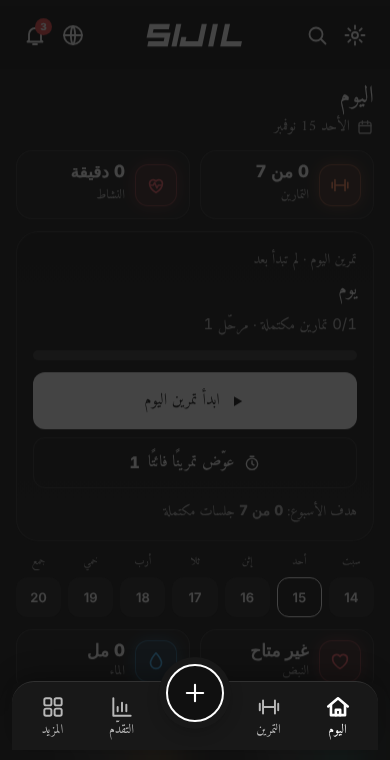 3
SIJIL
اليوم
الأحد 15 نوفمبر
0 من 7
التمارين
0 دقيقة
النشاط
تمرين اليوم · لم تبدأ بعد
يوم
0/1 تمارين مكتملة · مرحّل 1
ابدأ تمرين اليوم
عوّض تمرينًا فائتًا 1
هدف الأسبوع: 0 من 7 جلسات مكتملة
سبت أحد إثن ثلا أرب خمي جمع
14 15 16 17 18 19 20
غير متاح
النبض
0 مل
الماء
اليوم
التمرين
التقدّم
المزيد